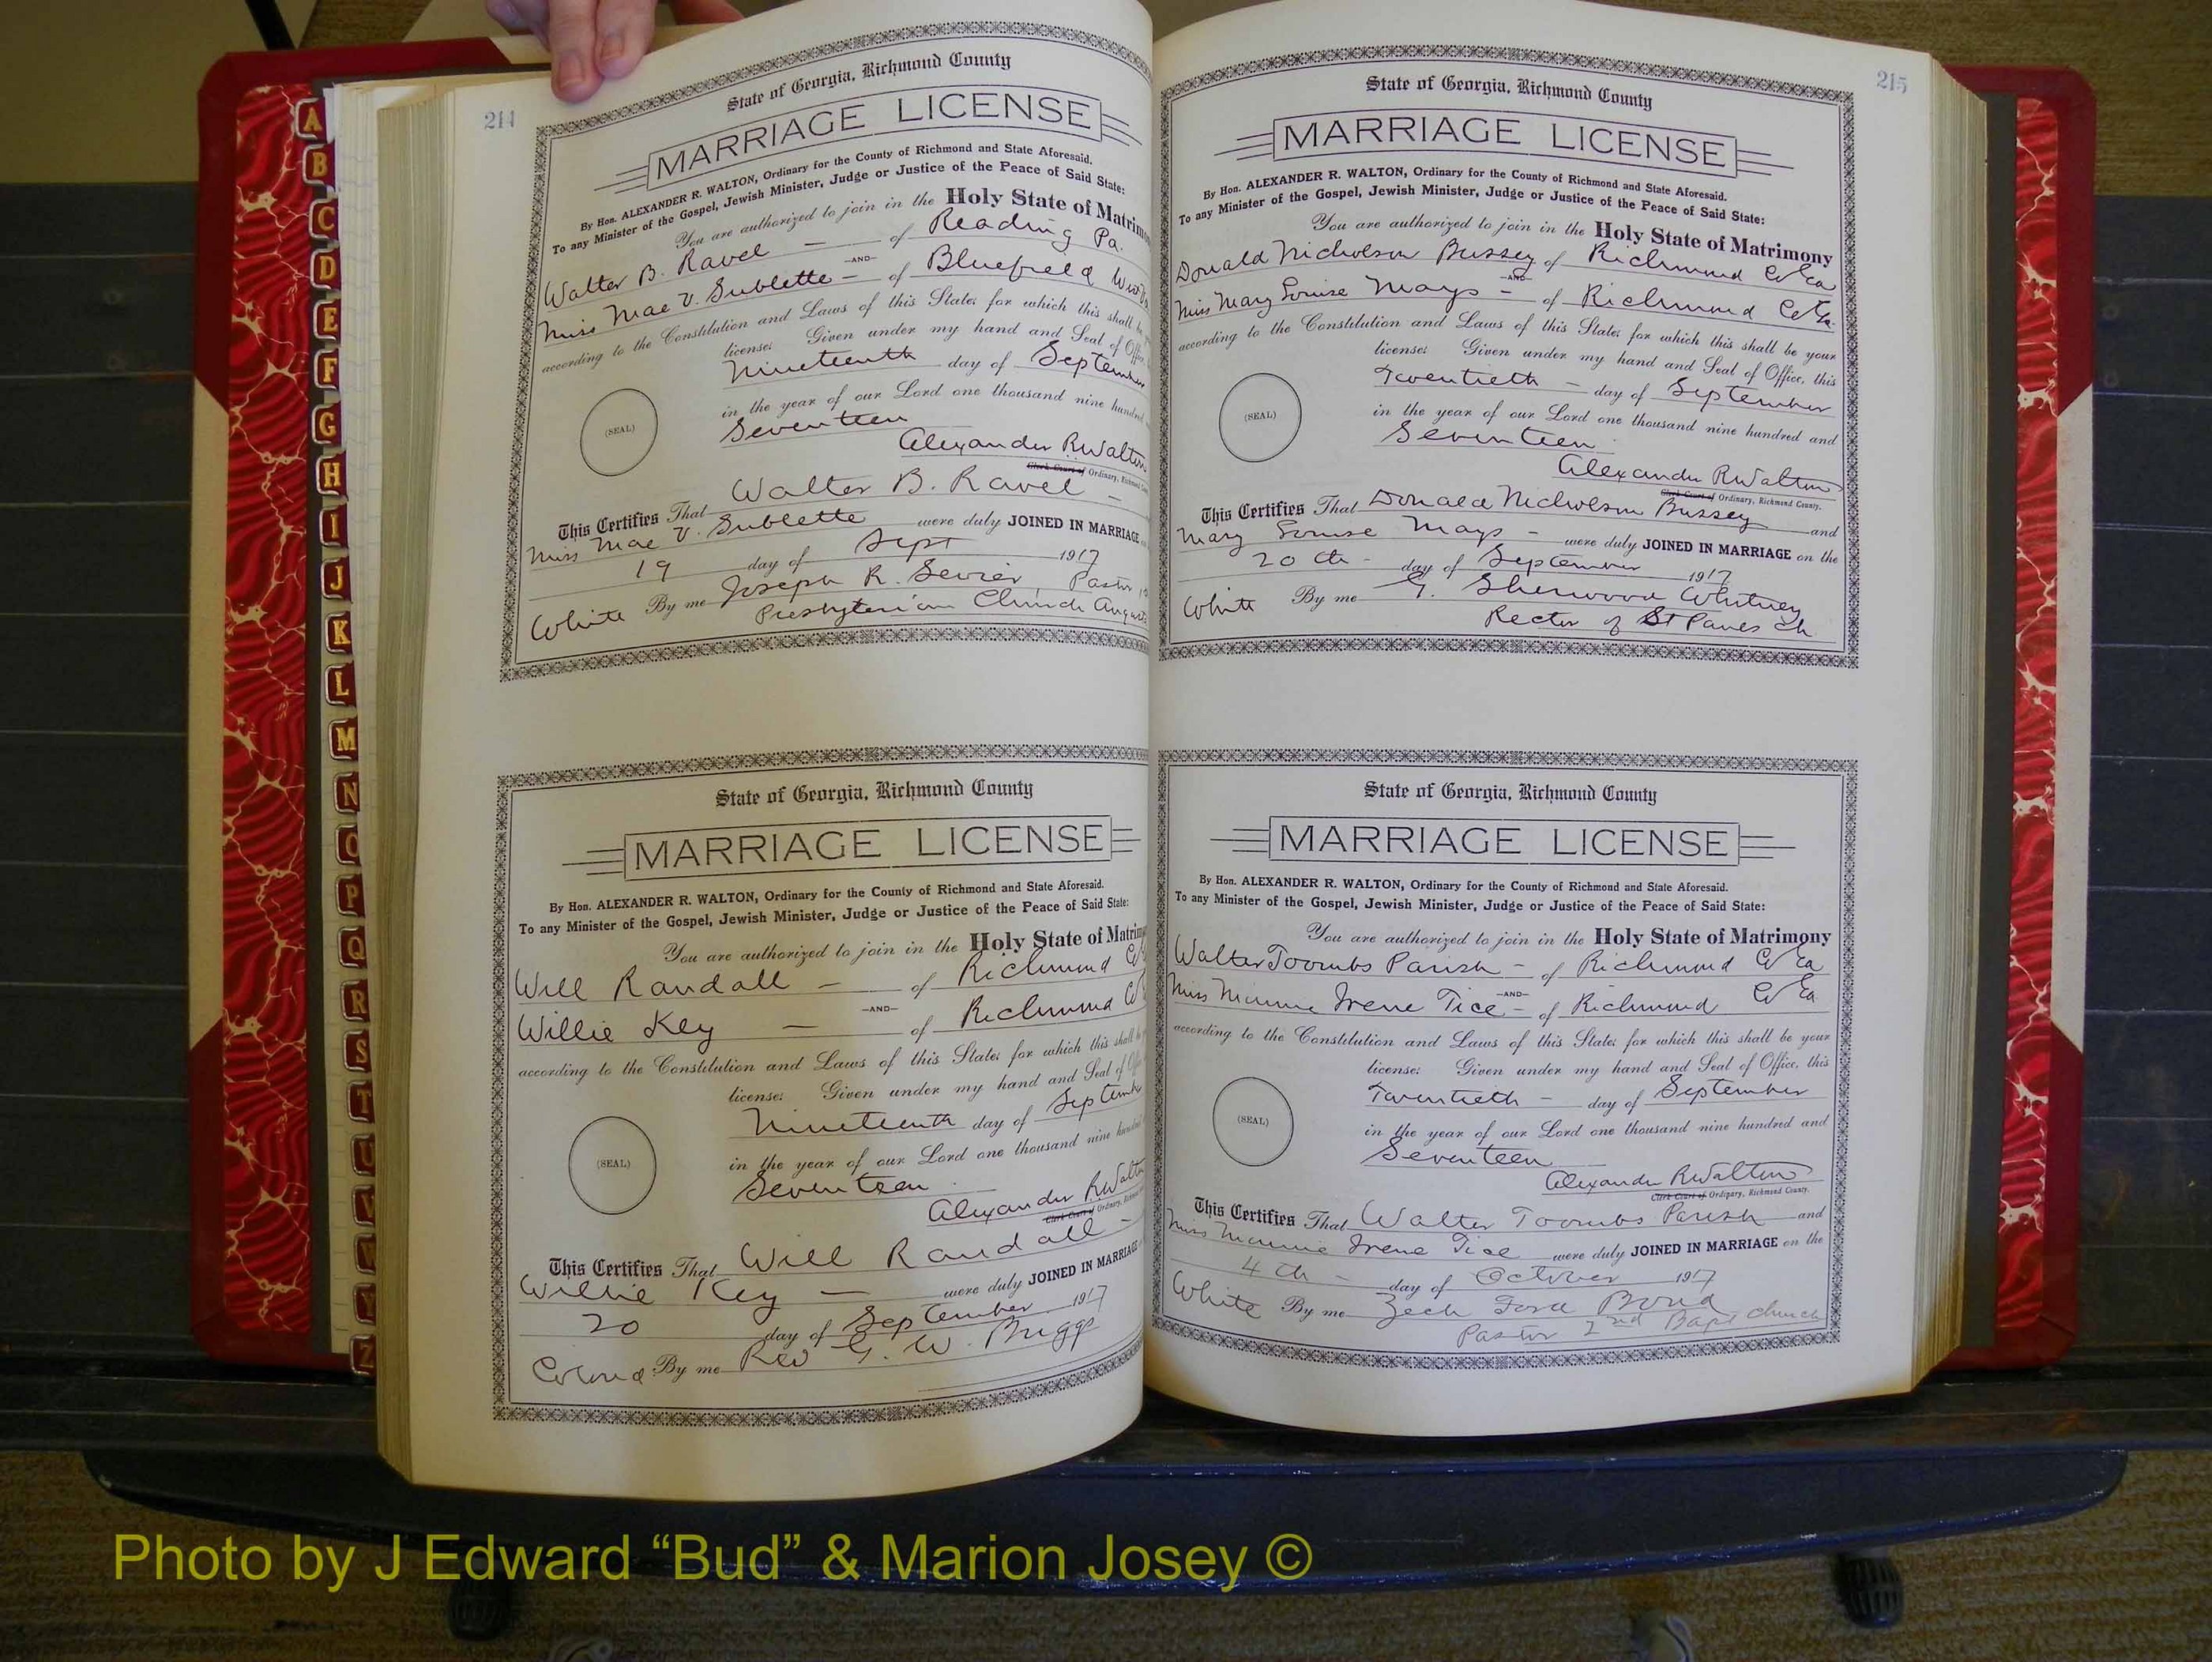 214
State of Georgia, Richmond County
MARRIAGE LICENSE
By Hon. ALEXANDER R. WALTON, Ordinary for the County of Richmond and State Aforesaid.
To any Minister of the Gospel, Jewish Minister, Judge or Justice of the Peace of Said State:
You are authorized to join in the Holy State of Matrimony
Walter B. Ravel - of Reading Pa.
-AND-
Miss Mae V. Sublette - of Bluefield West
according to the Constitution and Laws of this State; for which this shall be
license: Given under my hand and Seal of Office
Nineteenth day of September
in the year of our Lord one thousand nine hundred
(SEAL)
Seventeen
Alexander R Walton
Clerk Court of Ordinary, Richmond
This Certifies That Walter B. Ravel -
Miss Mae V. Sublette were duly JOINED IN MARRIAGE
19 day of Sept 1917
White By me Joseph R. Sevier, Pastor
Presbyterian Church Augusta
State of Georgia, Richmond County
MARRIAGE LICENSE
By Hon. ALEXANDER R. WALTON, Ordinary for the County of Richmond and State Aforesaid.
To any Minister of the Gospel, Jewish Minister, Judge or Justice of the Peace of Said State:
You are authorized to join in the Holy State of Matrim
Will Randall - of Richmond Co
-AND-
Willie Key - of Richmond Co
according to the Constitution and Laws of this State; for which this shall be
license: Given under my hand and Seal of Office
Nineteenth day of September
in the year of our Lord one thousand nine hundred
(SEAL)
Seventeen
Alexander R Walton
Clerk Court of Ordinary, Richmond
This Certifies That Will Randall -
Willie Key - were duly JOINED IN MARRIAGE
20 day of September 1917
Colored By me Rev G. W. Briggs
215
State of Georgia, Richmond County
MARRIAGE LICENSE
By Hon. ALEXANDER R. WALTON, Ordinary for the County of Richmond and State Aforesaid.
To any Minister of the Gospel, Jewish Minister, Judge or Justice of the Peace of Said State:
You are authorized to join in the Holy State of Matrimony
Donald Nicholson Bussey of Richmond Co Ga
-AND-
Miss Mary Louise Mays - of Richmond Co Ga
according to the Constitution and Laws of this State; for which this shall be your
license: Given under my hand and Seal of Office, this
Twentieth - day of September
in the year of our Lord one thousand nine hundred and
(SEAL)
Seventeen
Alexander R Walton
Clerk Court of Ordinary, Richmond County.
This Certifies That Donald Nicholson Bussey and
Mary Louise Mays - were duly JOINED IN MARRIAGE on the
20th - day of September 1917
White By me G. Sherwood Whitney
Rector of St Paul's Ch
State of Georgia, Richmond County
MARRIAGE LICENSE
By Hon. ALEXANDER R. WALTON, Ordinary for the County of Richmond and State Aforesaid.
To any Minister of the Gospel, Jewish Minister, Judge or Justice of the Peace of Said State:
You are authorized to join in the Holy State of Matrimony
Walter Toombs Parish - of Richmond Co Ga
-AND-
Miss Minnie Irene Tice - of Richmond Co Ga
according to the Constitution and Laws of this State; for which this shall be your
license: Given under my hand and Seal of Office, this
Twentieth - day of September
in the year of our Lord one thousand nine hundred and
(SEAL)
Seventeen
Alexander R Walton
Clerk Court of Ordinary, Richmond County.
This Certifies That Walter Toombs Parish and
Miss Minnie Irene Tice were duly JOINED IN MARRIAGE on the
4th - day of October 1917
White By me Zech Ford Bond
Pastor 2nd Bapt church
A
B
C
D
E
F
G
H
I
J
K
L
M
N
O
P
Q
R
S
T
U
V
W
Y
Z
Photo by J Edward “Bud” & Marion Josey ©